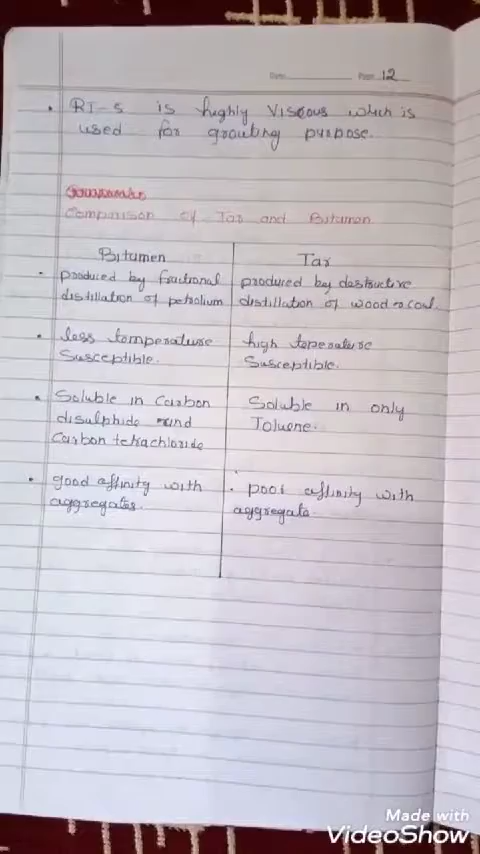 Date Page 12
• RT-5 is highly viscous which is
used for grouting purpose.
Comparison of Tar and Bitumen
Bitumen
• produced by fractional
distillation of petrolium
• less temperature
Susceptible.
• Soluble in Carbon
disulphide and
Carbon tetrachloride
• good affinity with
aggregates.
Tar
produced by destructive
distillation of wood or coal.
high teperature
Susceptible.
Soluble in only
Toluene.
• poor affinity with
aggregate
Made with
VideoShow